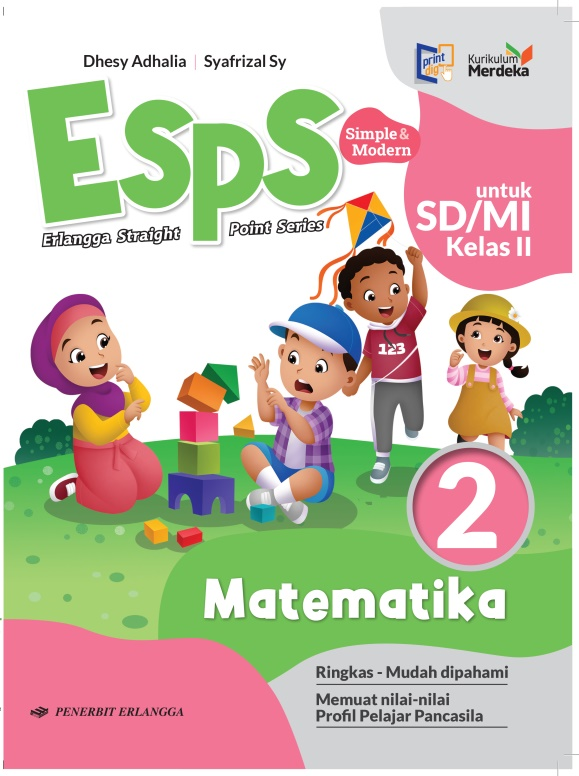 Dhesy Adhalia | Syafrizal Sy
print
dig
Kurikulum
Merdeka
ESpS
Simple &
Modern
Erlangga Straight Point Series
untuk
SD/MI
Kelas II
123
2
Matematika
Ringkas - Mudah dipahami
Memuat nilai-nilai
Profil Pelajar Pancasila
PENERBIT ERLANGGA